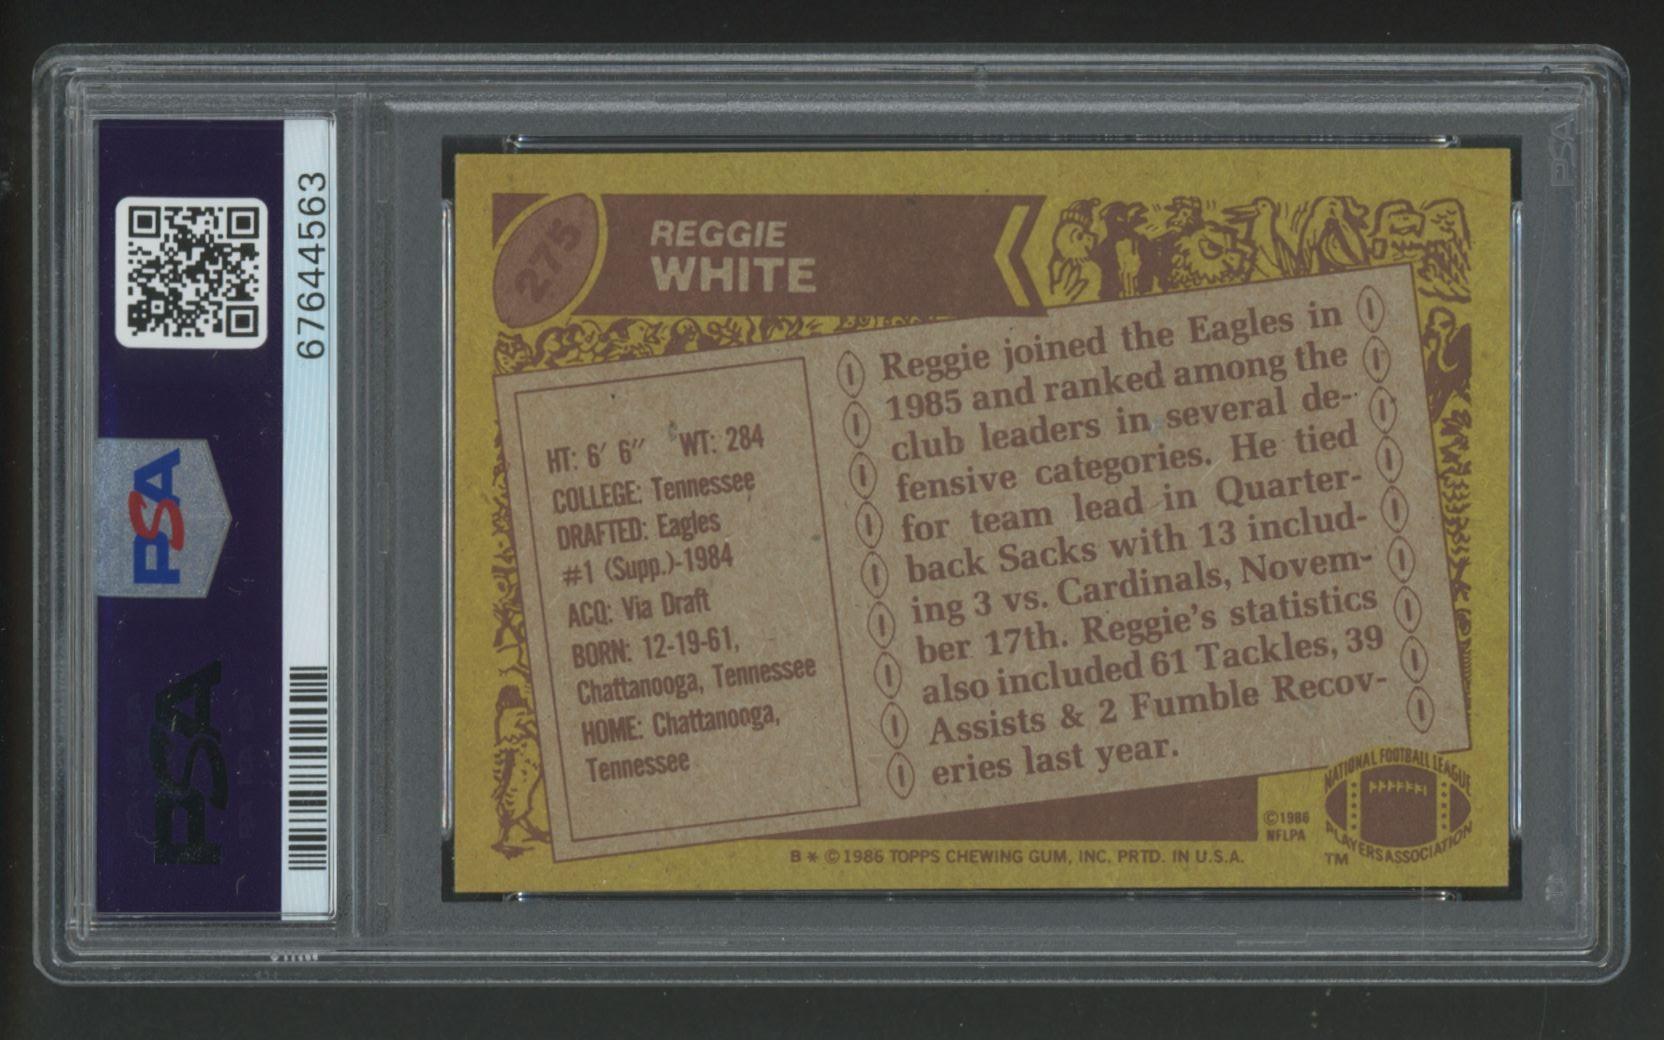 67644563
PSA
PSA
PSA
275
REGGIE
WHITE
HT: 6′ 6″ WT: 284
COLLEGE: Tennessee
DRAFTED: Eagles
#1 (Supp.)-1984
ACQ: Via Draft
BORN: 12-19-61,
Chattanooga, Tennessee
HOME: Chattanooga,
Tennessee
Reggie joined the Eagles in
1985 and ranked among the
club leaders in several de-
fensive categories. He tied
for team lead in Quarter-
back Sacks with 13 includ-
ing 3 vs. Cardinals, Novem-
ber 17th. Reggie's statistics
also included 61 Tackles, 39
Assists & 2 Fumble Recov-
eries last year.
©1986
NFLPA
NATIONAL FOOTBALL LEAGUE
PLAYERS ASSOCIATION
TM
B * © 1986 TOPPS CHEWING GUM, INC. PRTD. IN U.S.A.